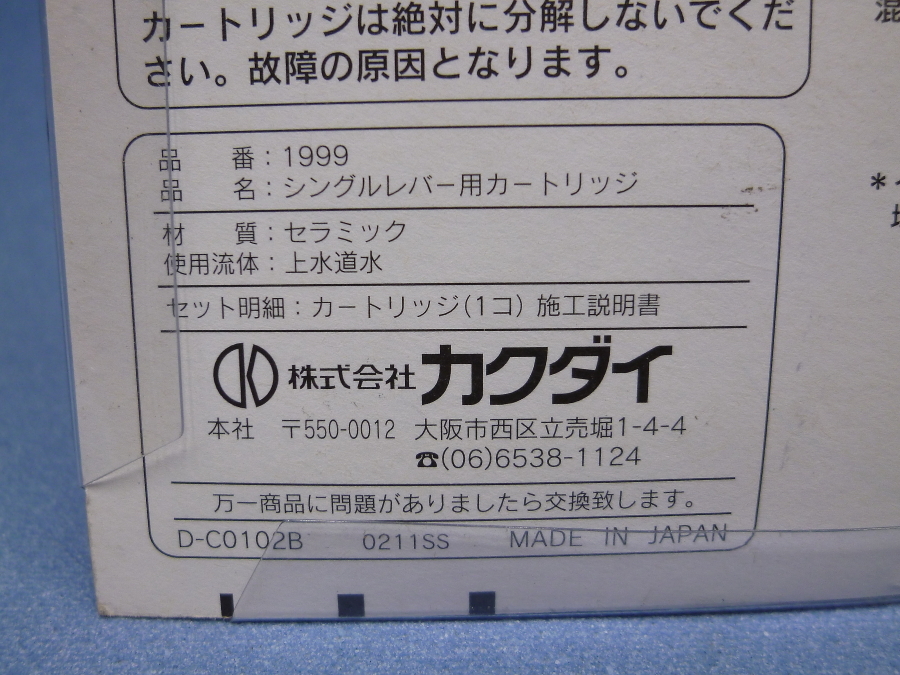 カートリッジは絶対に分解しないでくだ
さい。故障の原因となります。
品　　番：1999
品　　名：シングルレバー用カートリッジ
材　　質：セラミック
使用流体：上水道水
セット明細：カートリッジ(1コ) 施工説明書
株式会社カクダイ
本社　〒550-0012　大阪市西区立売堀1-4-4
☎(06)6538-1124
万一商品に問題がありましたら交換致します。
D-C0102B　0211SS　MADE IN JAPAN
*